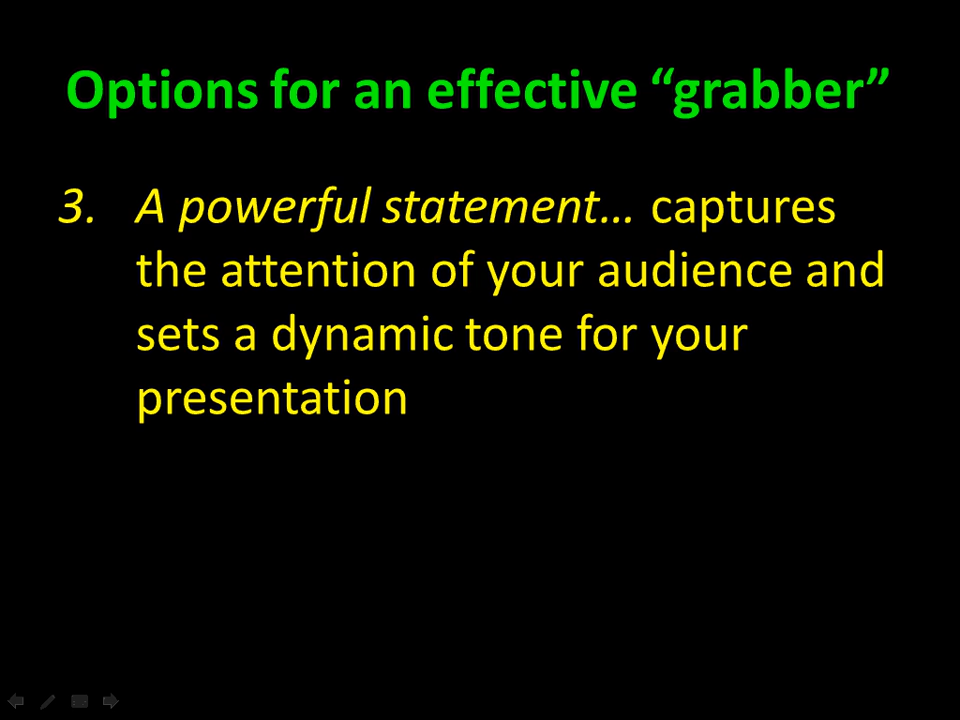 Options for an effective “grabber”
3. A powerful statement… captures
the attention of your audience and
sets a dynamic tone for your
presentation